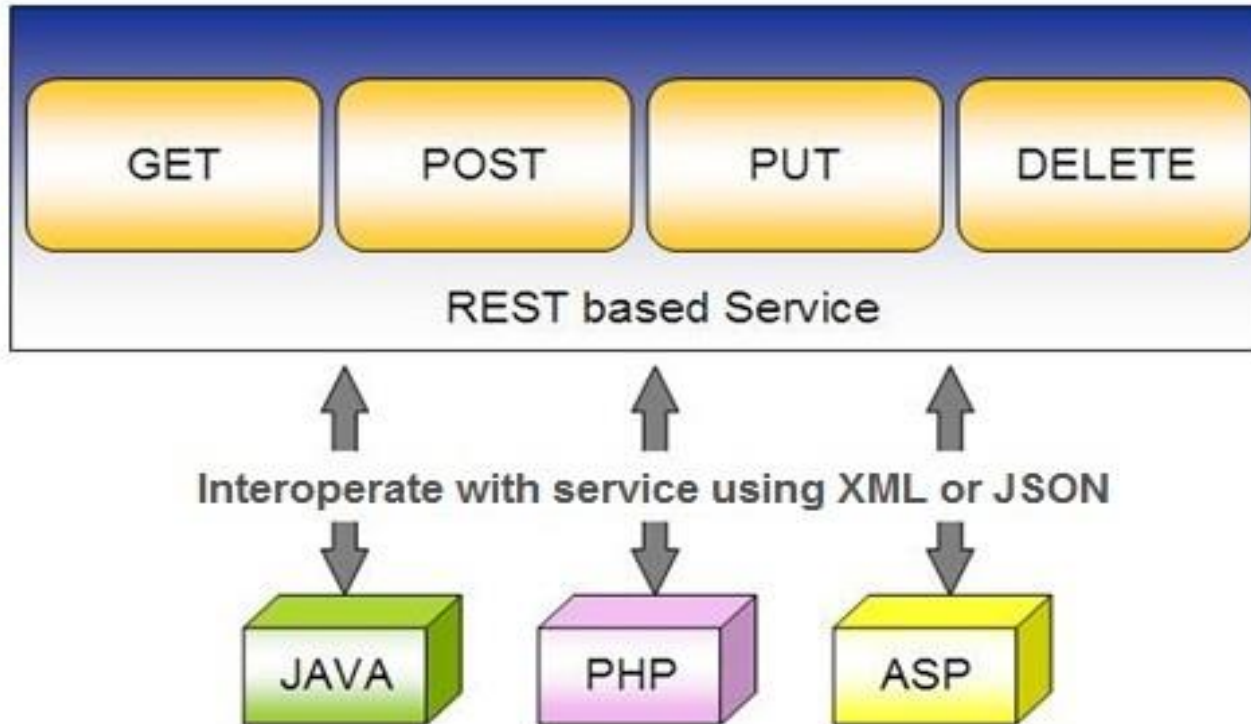 GET POST PUT DELETE
REST based Service
Interoperate with service using XML or JSON
JAVA PHP ASP